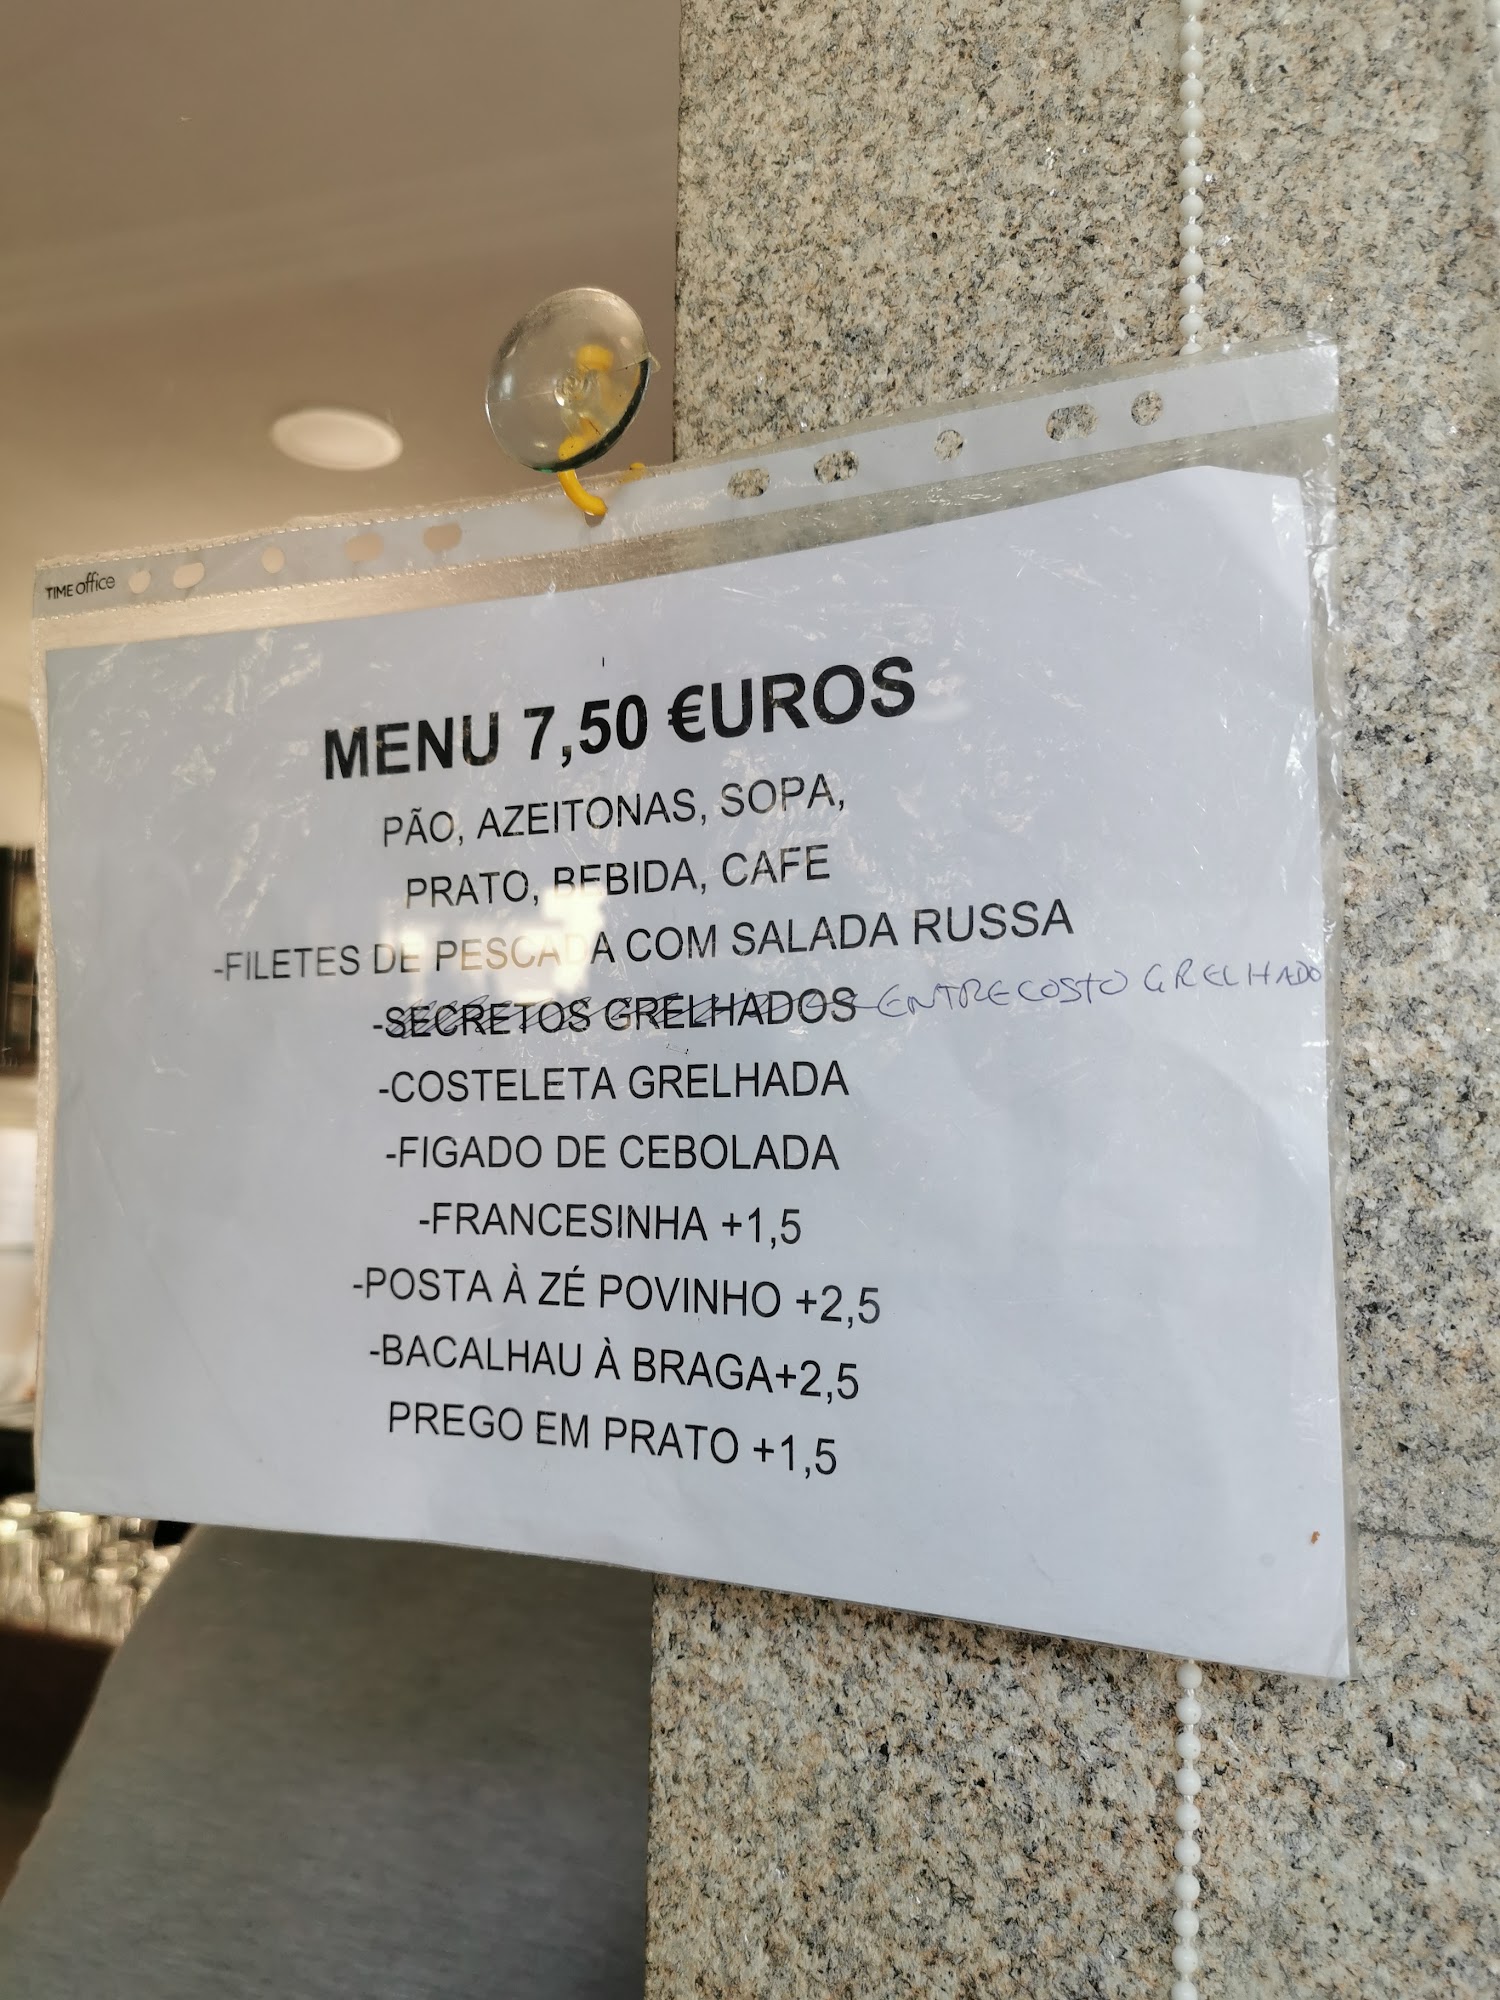 TIME office
MENU 7,50 €UROS
PÃO, AZEITONAS, SOPA,
PRATO, BEBIDA, CAFE
-FILETES DE PESCADA COM SALADA RUSSA
-SECRETOS GRELHADOS ENTRECOSTO GRELHADO
-COSTELETA GRELHADA
-FIGADO DE CEBOLADA
-FRANCESINHA +1,5
-POSTA À ZÉ POVINHO +2,5
-BACALHAU À BRAGA+2,5
PREGO EM PRATO +1,5